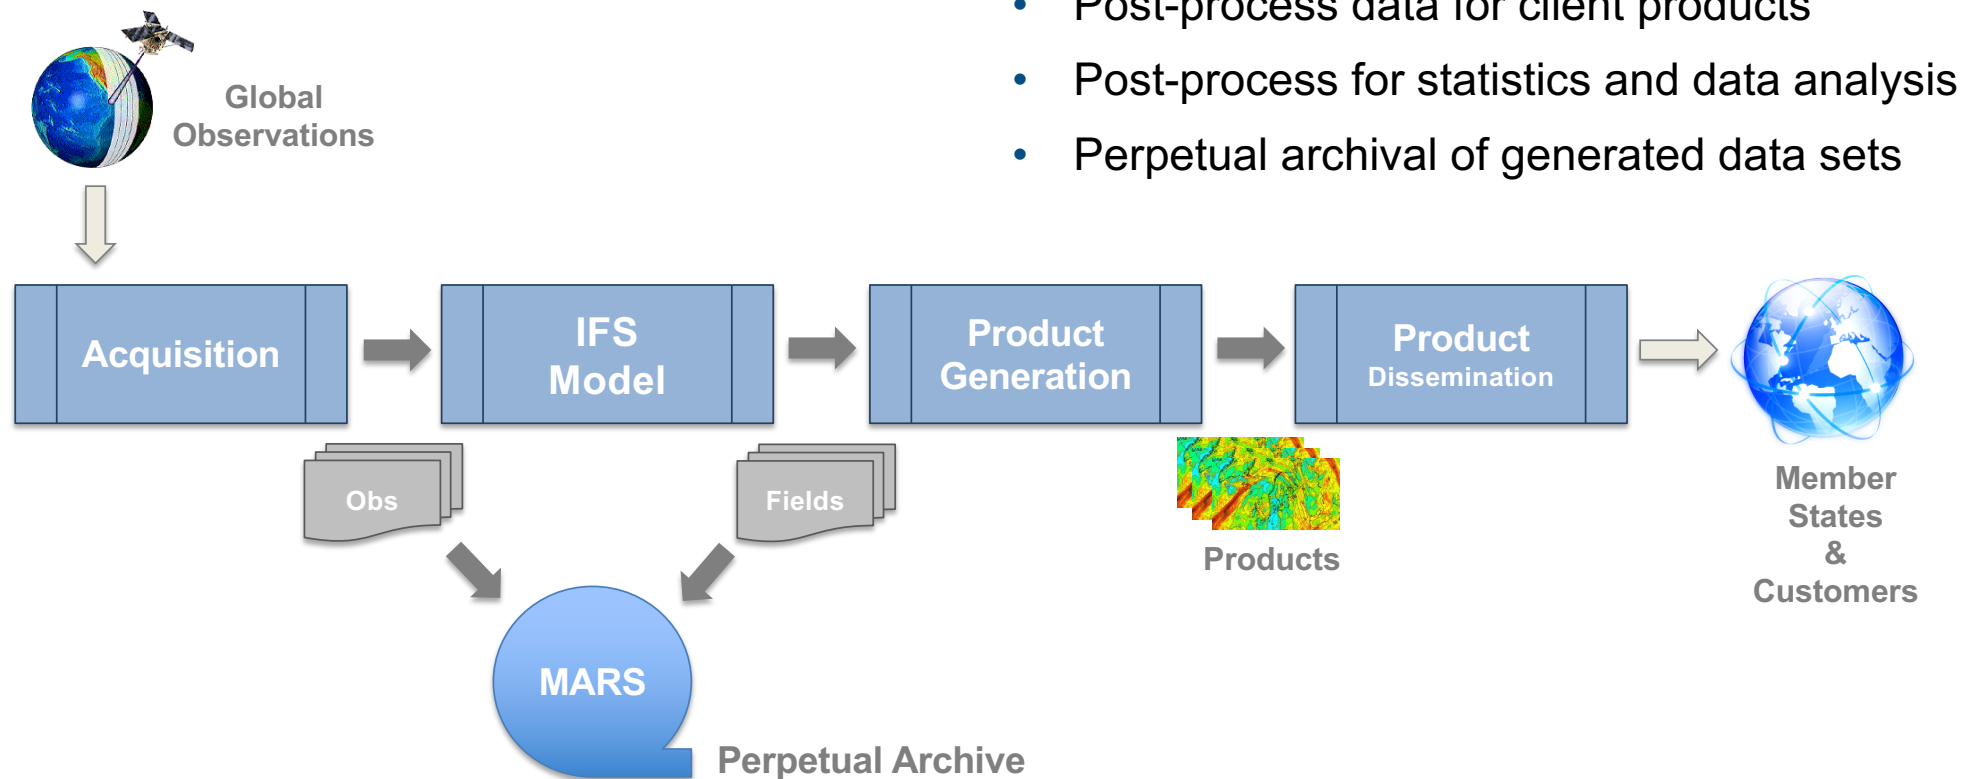 • Post-process data for client products
• Post-process for statistics and data analysis
• Perpetual archival of generated data sets
Global
Observations
Acquisition
IFS
Model
Product
Generation
Product
Dissemination
Obs
Fields
Products
Member
States
&
Customers
MARS
Perpetual Archive